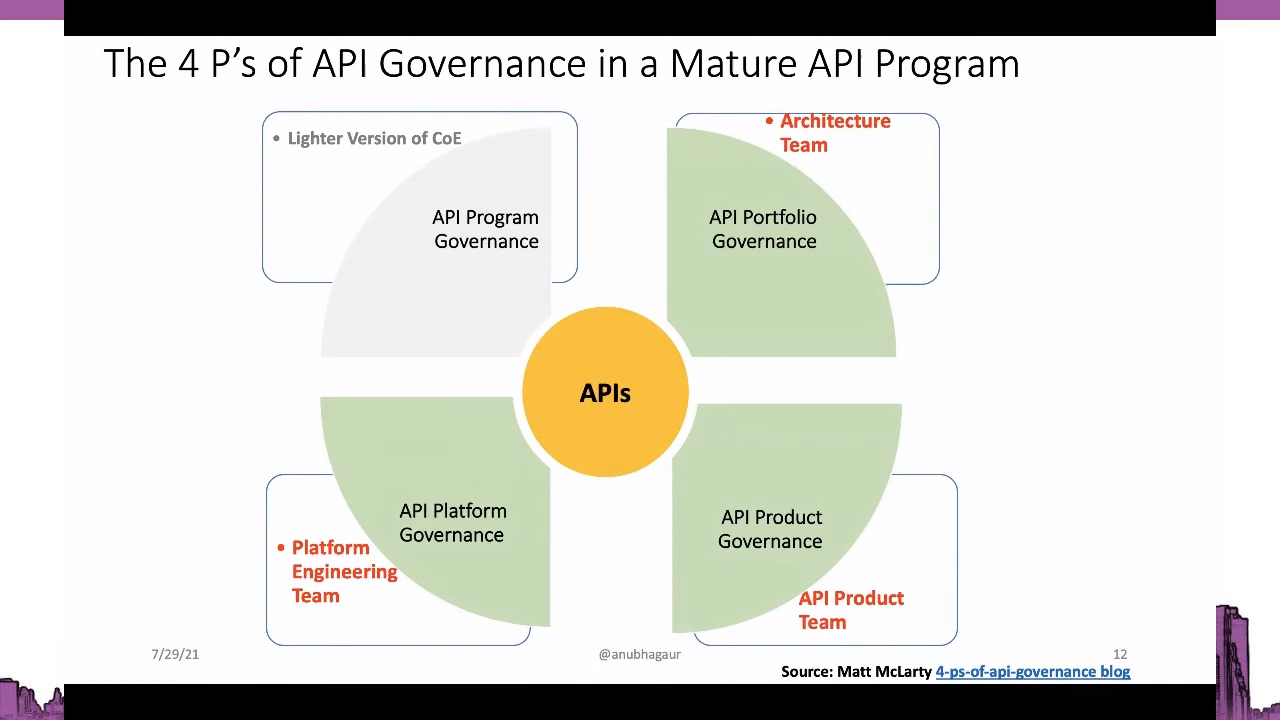 The 4 P’s of API Governance in a Mature API Program
• Lighter Version of CoE
API Program
Governance
• Architecture
Team
API Portfolio
Governance
APIs
API Platform
Governance
• Platform
Engineering
Team
API Product
Governance
API Product
Team
7/29/21
@anubhagaur
12
Source: Matt McLarty 4-ps-of-api-governance blog